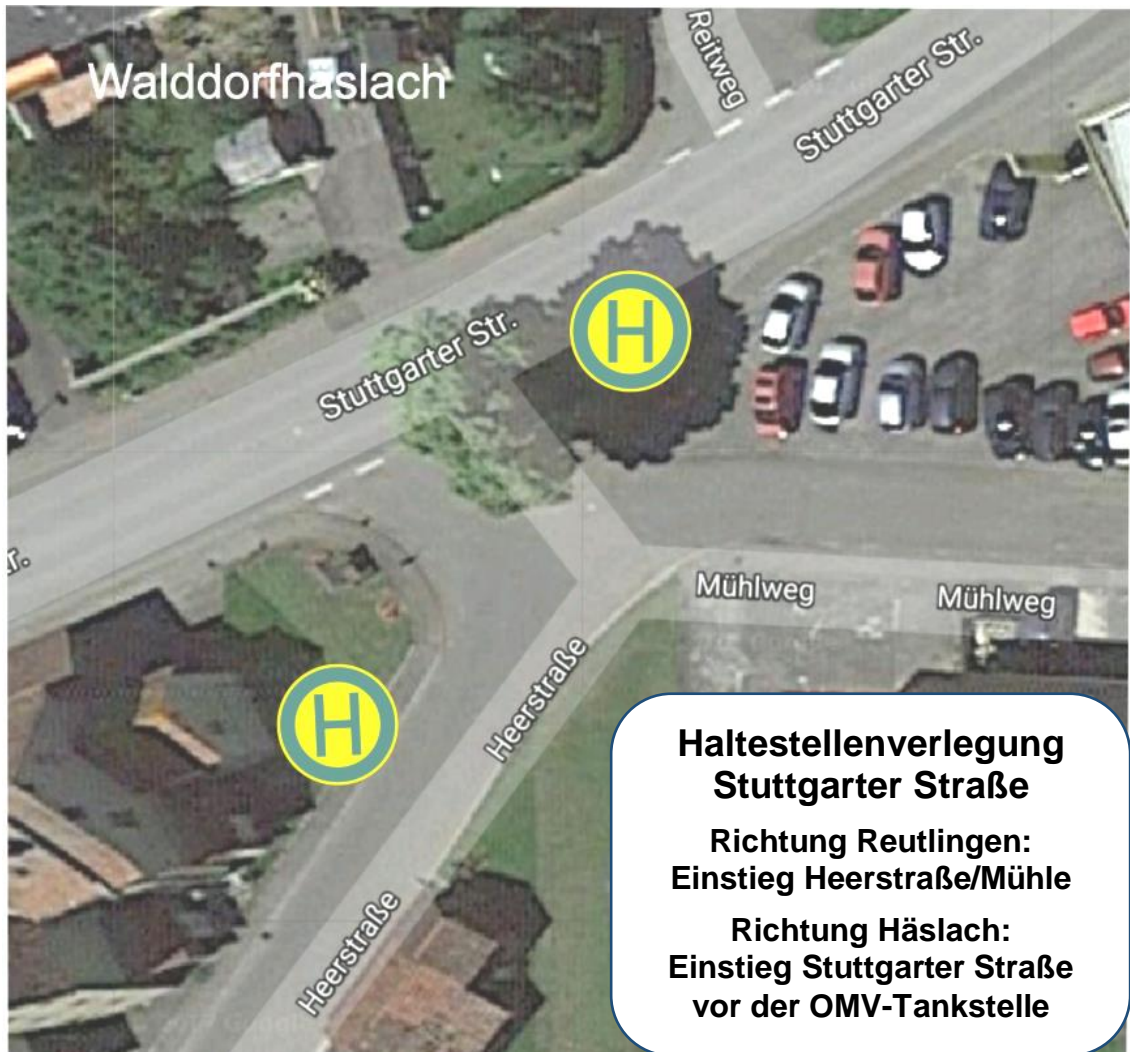 Walddorfhäslach
Reitweg
Stuttgarter Str.
H
Stuttgarter Str.
r.
Mühlweg
Mühlweg
Heerstraße
H
Heerstraße
Haltestellenverlegung
Stuttgarter Straße
Richtung Reutlingen:
Einstieg Heerstraße/Mühle
Richtung Häslach:
Einstieg Stuttgarter Straße
vor der OMV-Tankstelle